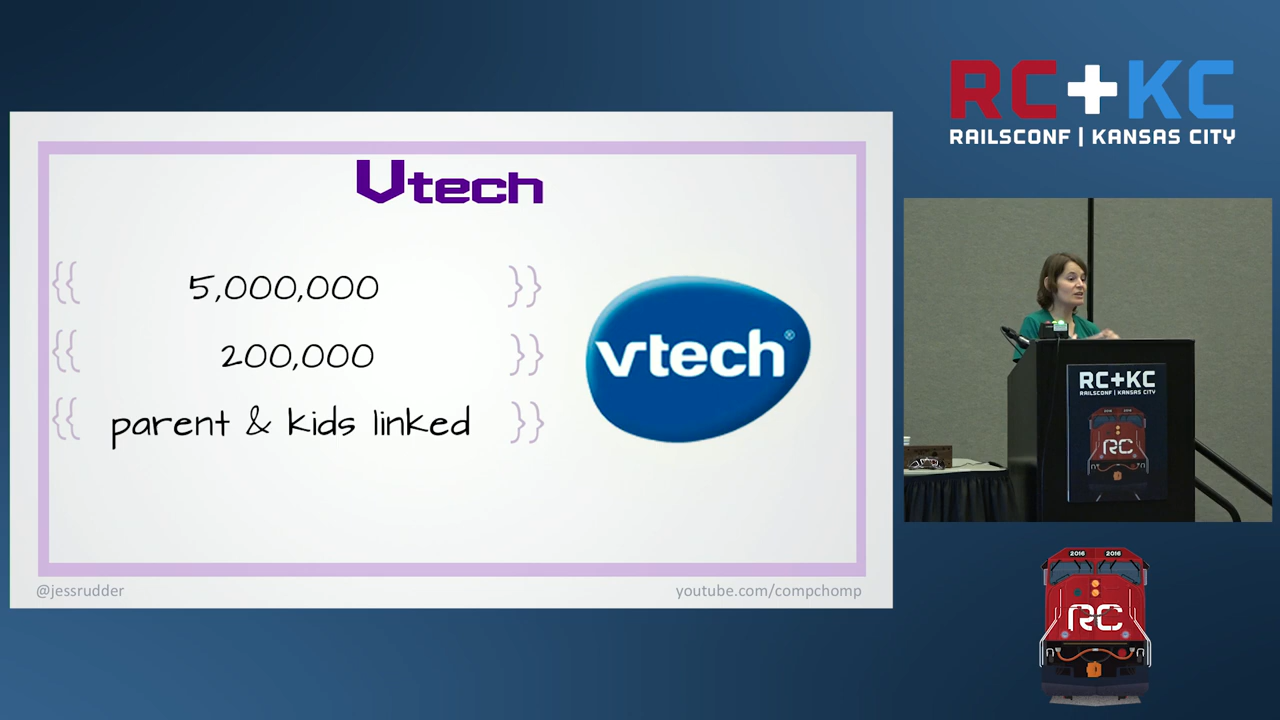 RC+KC
RAILSCONF | KANSAS CITY
Vtech
{{ 5,000,000 }}
{{ 200,000 }}
{{ parent & kids linked }}
vtech®
@jessrudder
youtube.com/compchomp
RC+KC
RAILSCONF | KANSAS CITY
RC
2016 2016
RC